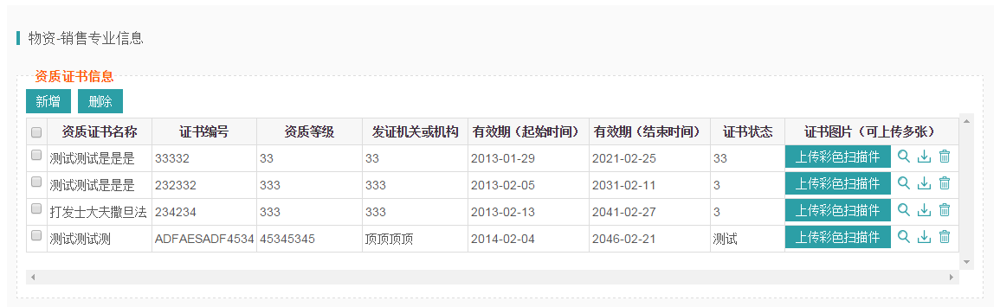 物资-销售专业信息
资质证书信息
新增 删除
资质证书名称 证书编号 资质等级 发证机关或机构 有效期（起始时间） 有效期（结束时间） 证书状态 证书图片（可上传多张）
测试测试是是是 33332 33 33 2013-01-29 2021-02-25 33 上传彩色扫描件
测试测试是是是 232332 333 333 2013-02-05 2031-02-11 3 上传彩色扫描件
打发士大夫撒旦法 234234 333 333 2013-02-13 2041-02-27 3 上传彩色扫描件
测试测试测 ADFAESADF4534 45345345 顶顶顶顶 2014-02-04 2046-02-21 测试 上传彩色扫描件